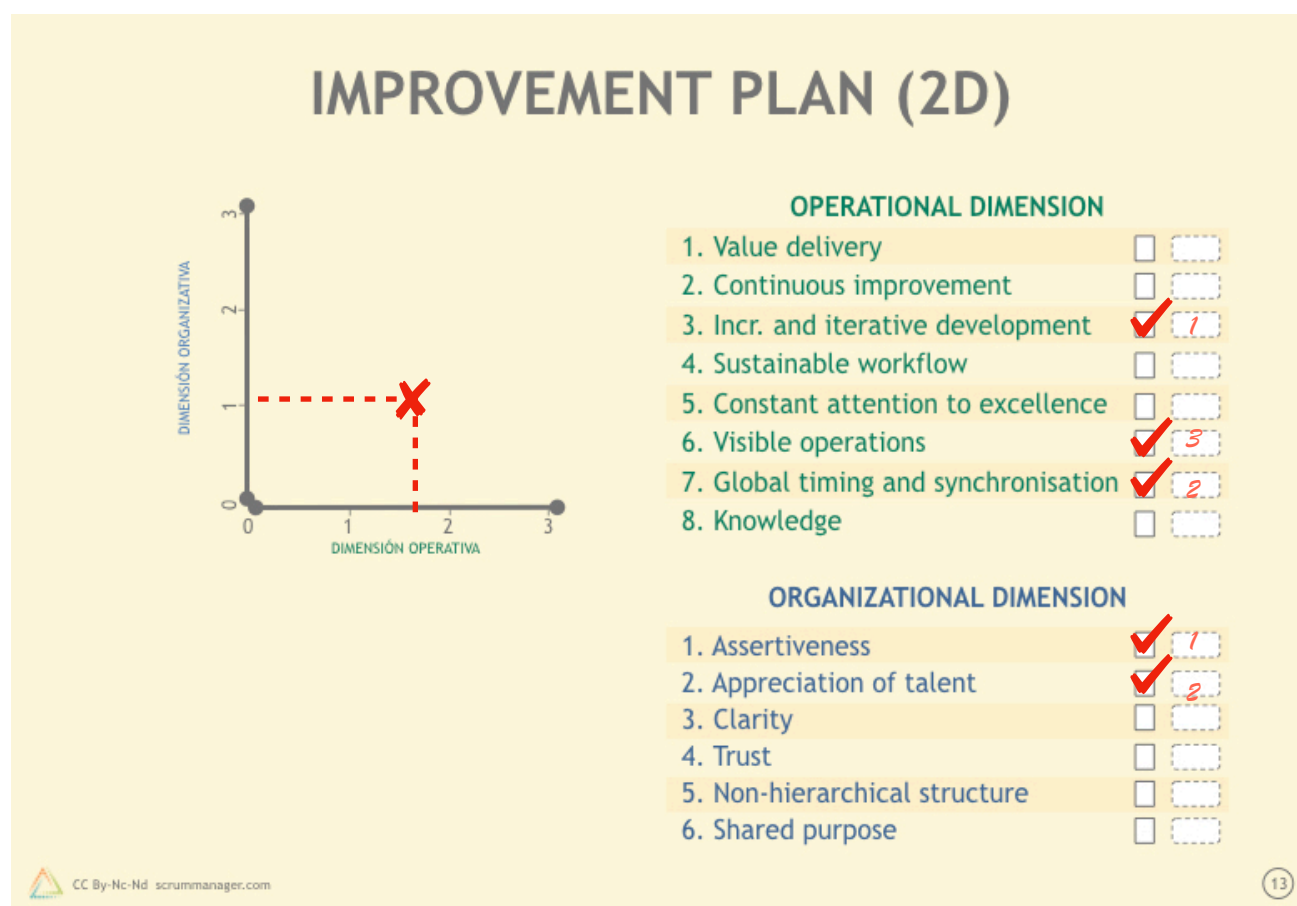 IMPROVEMENT PLAN (2D)
DIMENSIÓN ORGANIZATIVA
3
2
1
0
0 1 2 3
DIMENSIÓN OPERATIVA
OPERATIONAL DIMENSION
1. Value delivery
2. Continuous improvement
3. Incr. and iterative development 1
4. Sustainable workflow
5. Constant attention to excellence
6. Visible operations 3
7. Global timing and synchronisation 2
8. Knowledge
ORGANIZATIONAL DIMENSION
1. Assertiveness 1
2. Appreciation of talent 2
3. Clarity
4. Trust
5. Non-hierarchical structure
6. Shared purpose
CC By-Nc-Nd scrummanager.com
13